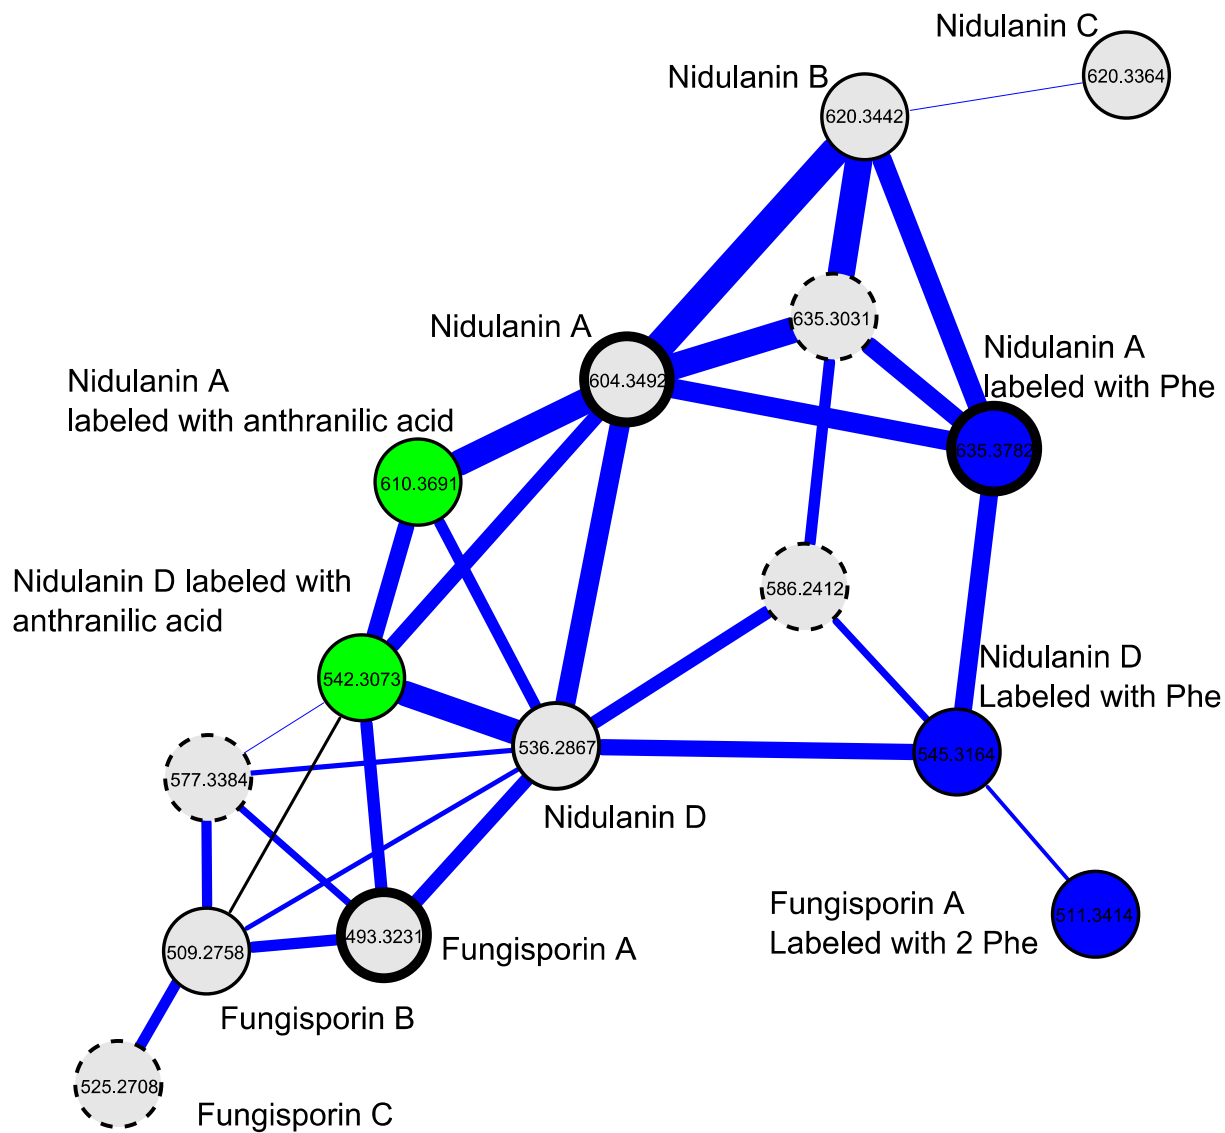 Nidulanin C
620.3364
Nidulanin B
620.3442
635.3031
Nidulanin A
604.3492
Nidulanin A
labeled with Phe
635.3782
Nidulanin A
labeled with anthranilic acid
610.3691
586.2412
Nidulanin D labeled with
anthranilic acid
542.3073
Nidulanin D
Labeled with Phe
545.3164
536.2867
Nidulanin D
577.3384
Fungisporin A
Labeled with 2 Phe
511.3414
493.3231
Fungisporin A
509.2758
Fungisporin B
525.2708
Fungisporin C